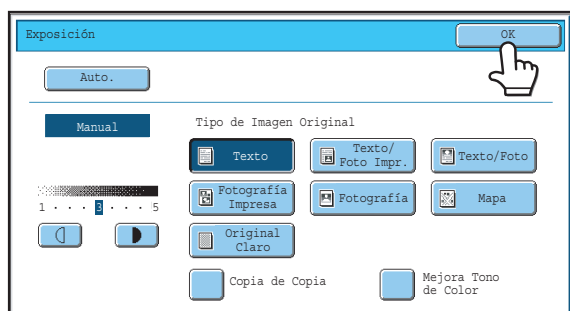 Exposición
OK
Auto.
Manual
Tipo de Imagen Original
Texto
Texto/
Foto Impr.
Texto/Foto
Fotografía
Impresa
Fotografía
Mapa
1 · · · 3 · · · 5
Original
Claro
Copia de Copia
Mejora Tono
de Color